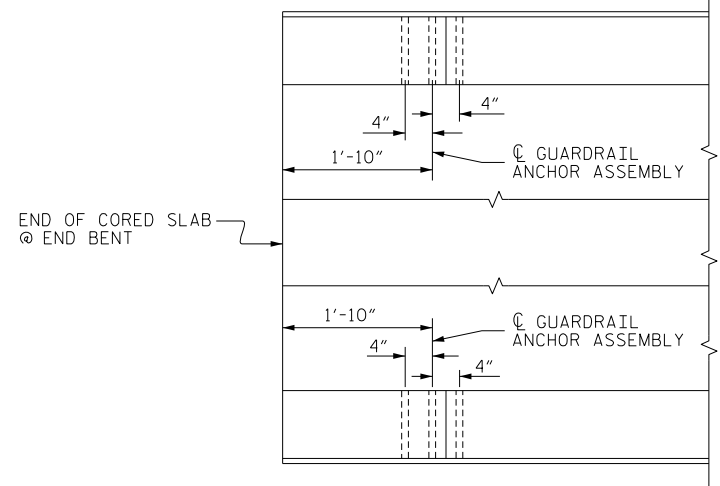 4"
4"
1'-10"
℄ GUARDRAIL
ANCHOR ASSEMBLY
END OF CORED SLAB
@ END BENT
1'-10"
℄ GUARDRAIL
ANCHOR ASSEMBLY
4"
4"